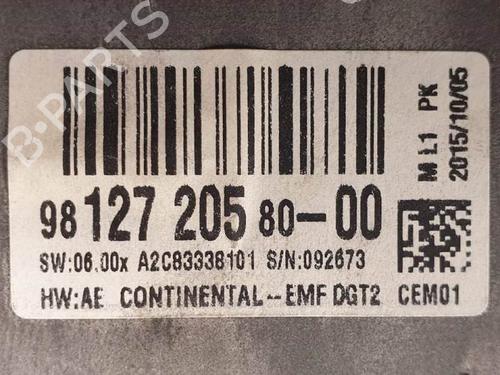 98 127 205 80-00
SW:06.00x A2C83338101 S/N:092673
HW:AE CONTINENTAL--EMF DGT2 CEM01
M L1 PK
2015/10/05
B-PARTS